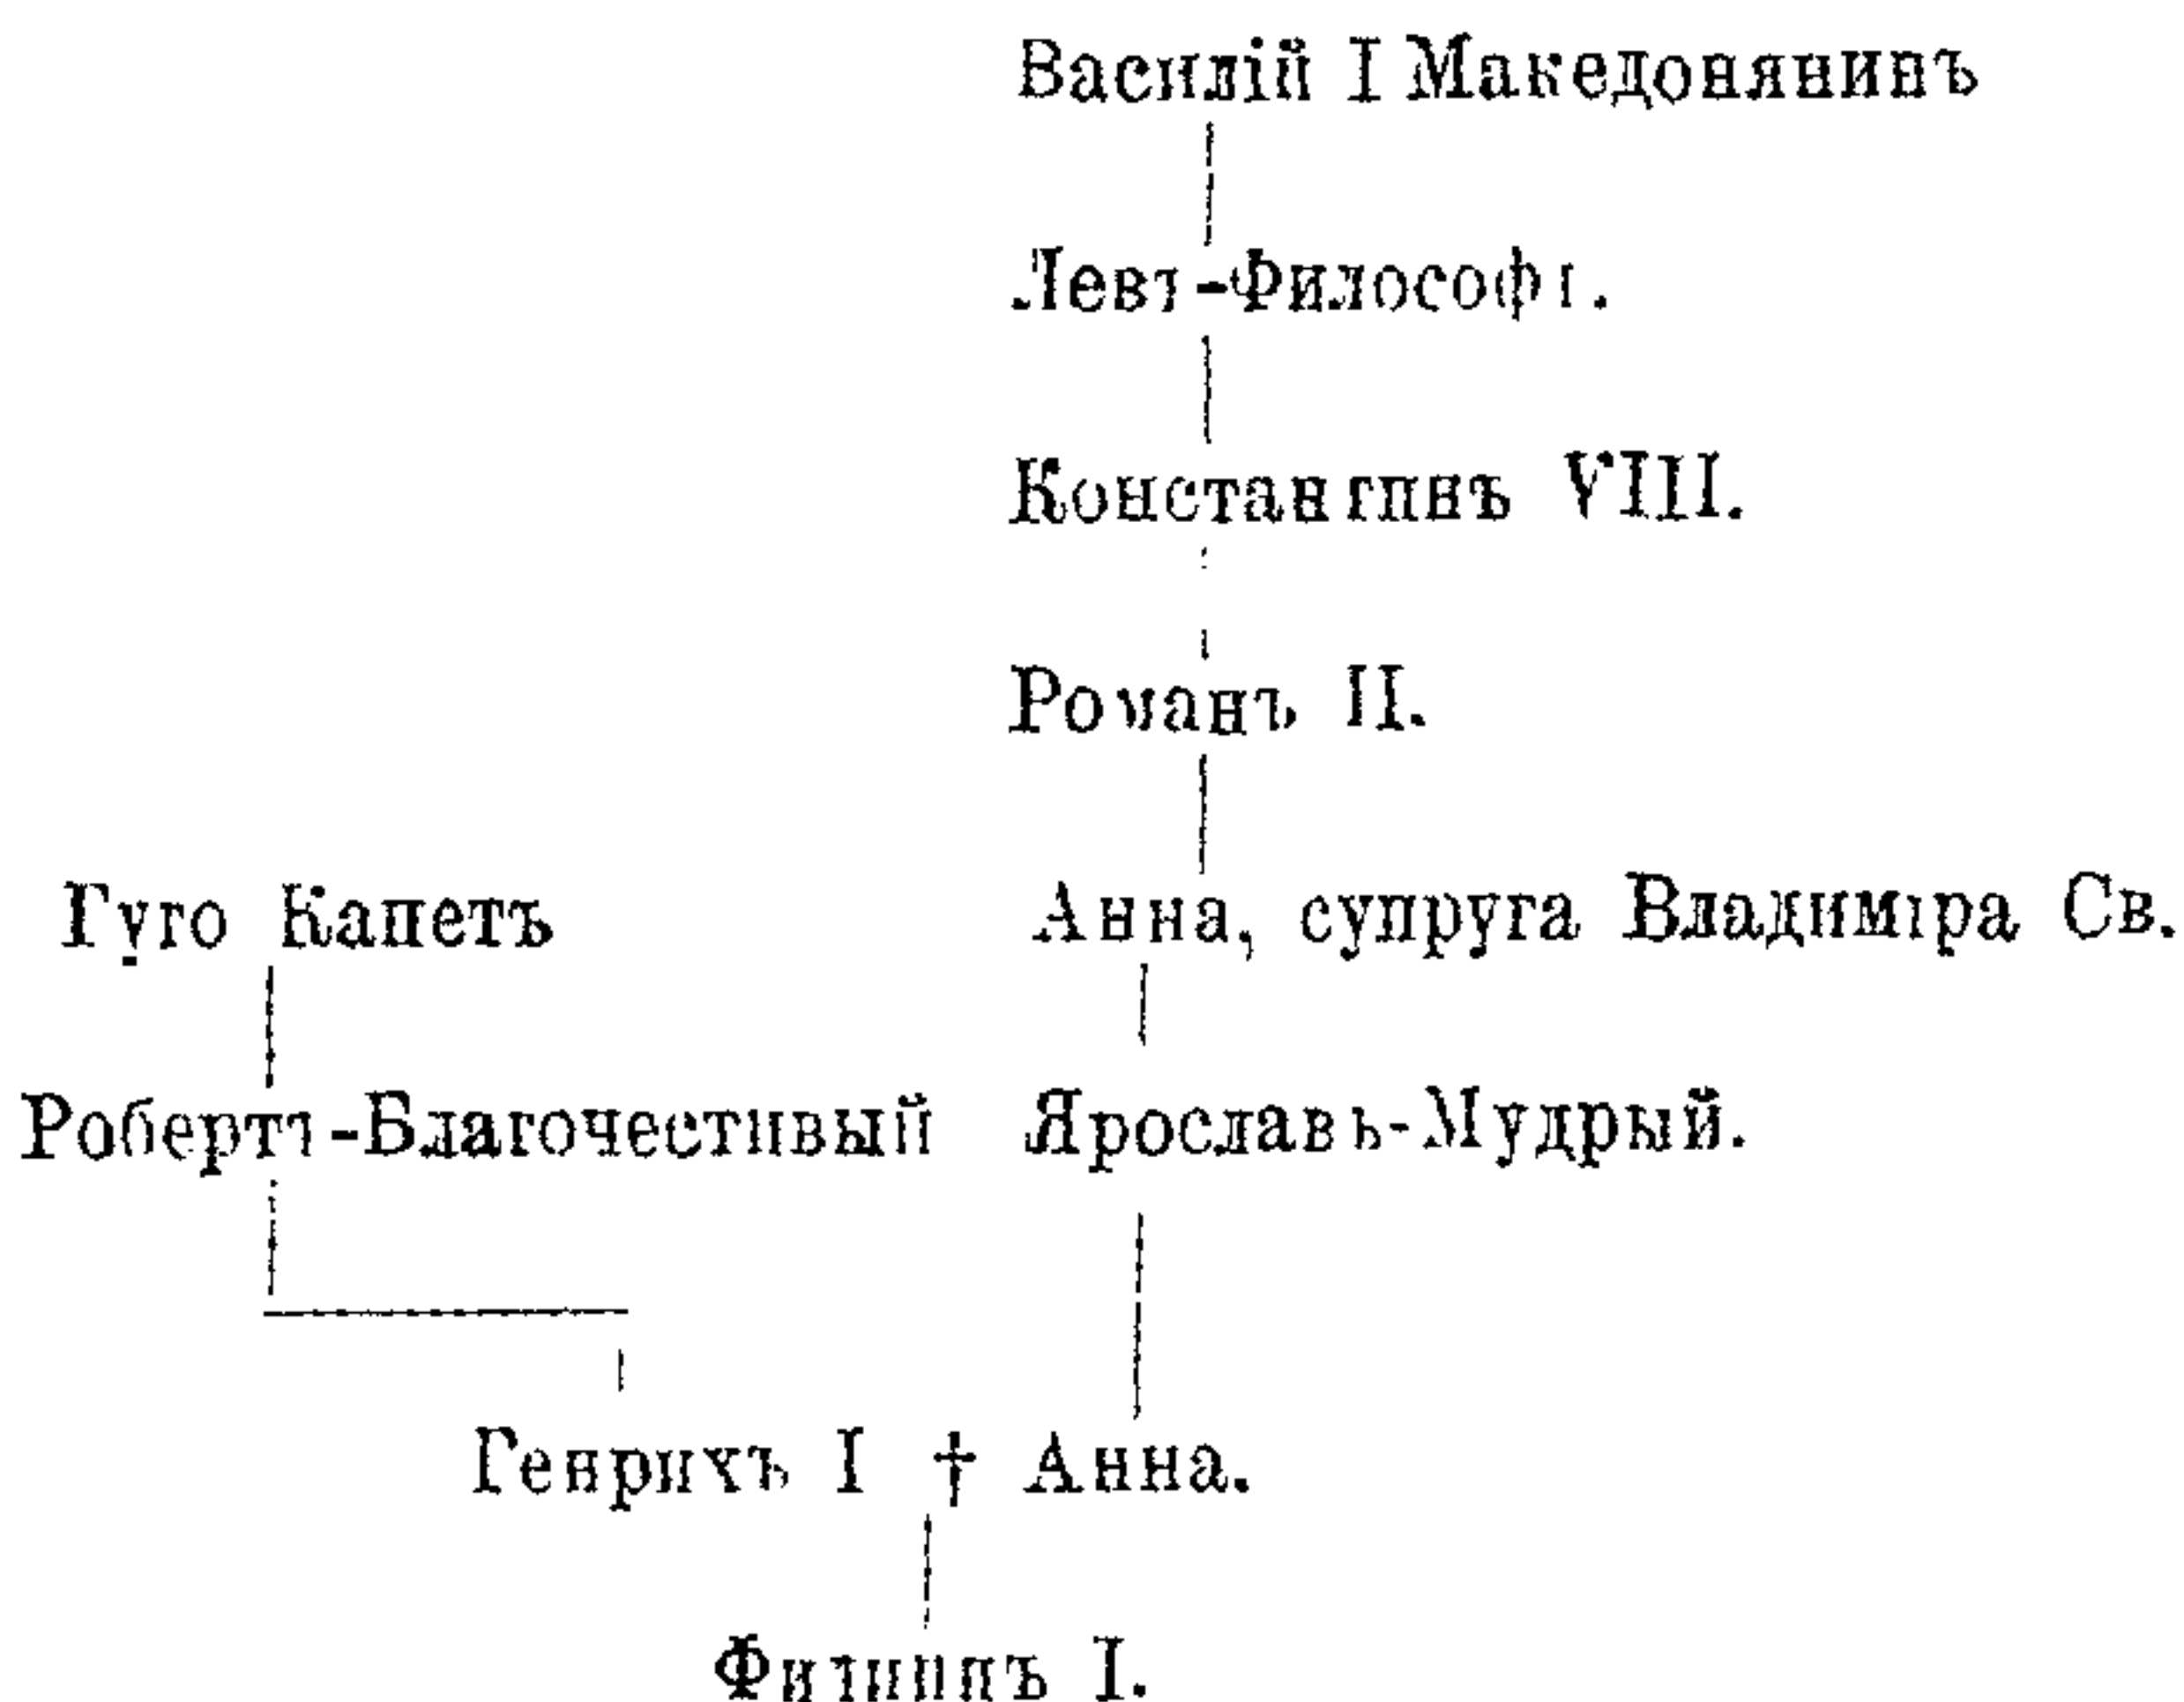 Василій I Македонянинъ
Левъ-Философъ.
Константинъ VIII.
Романъ II.
Гуго Капетъ
Анна, супруга Владиміра Св.
Робертъ-Благочестивый
Ярославъ-Мудрый.
Генрихъ I † Анна.
Филиппъ I.